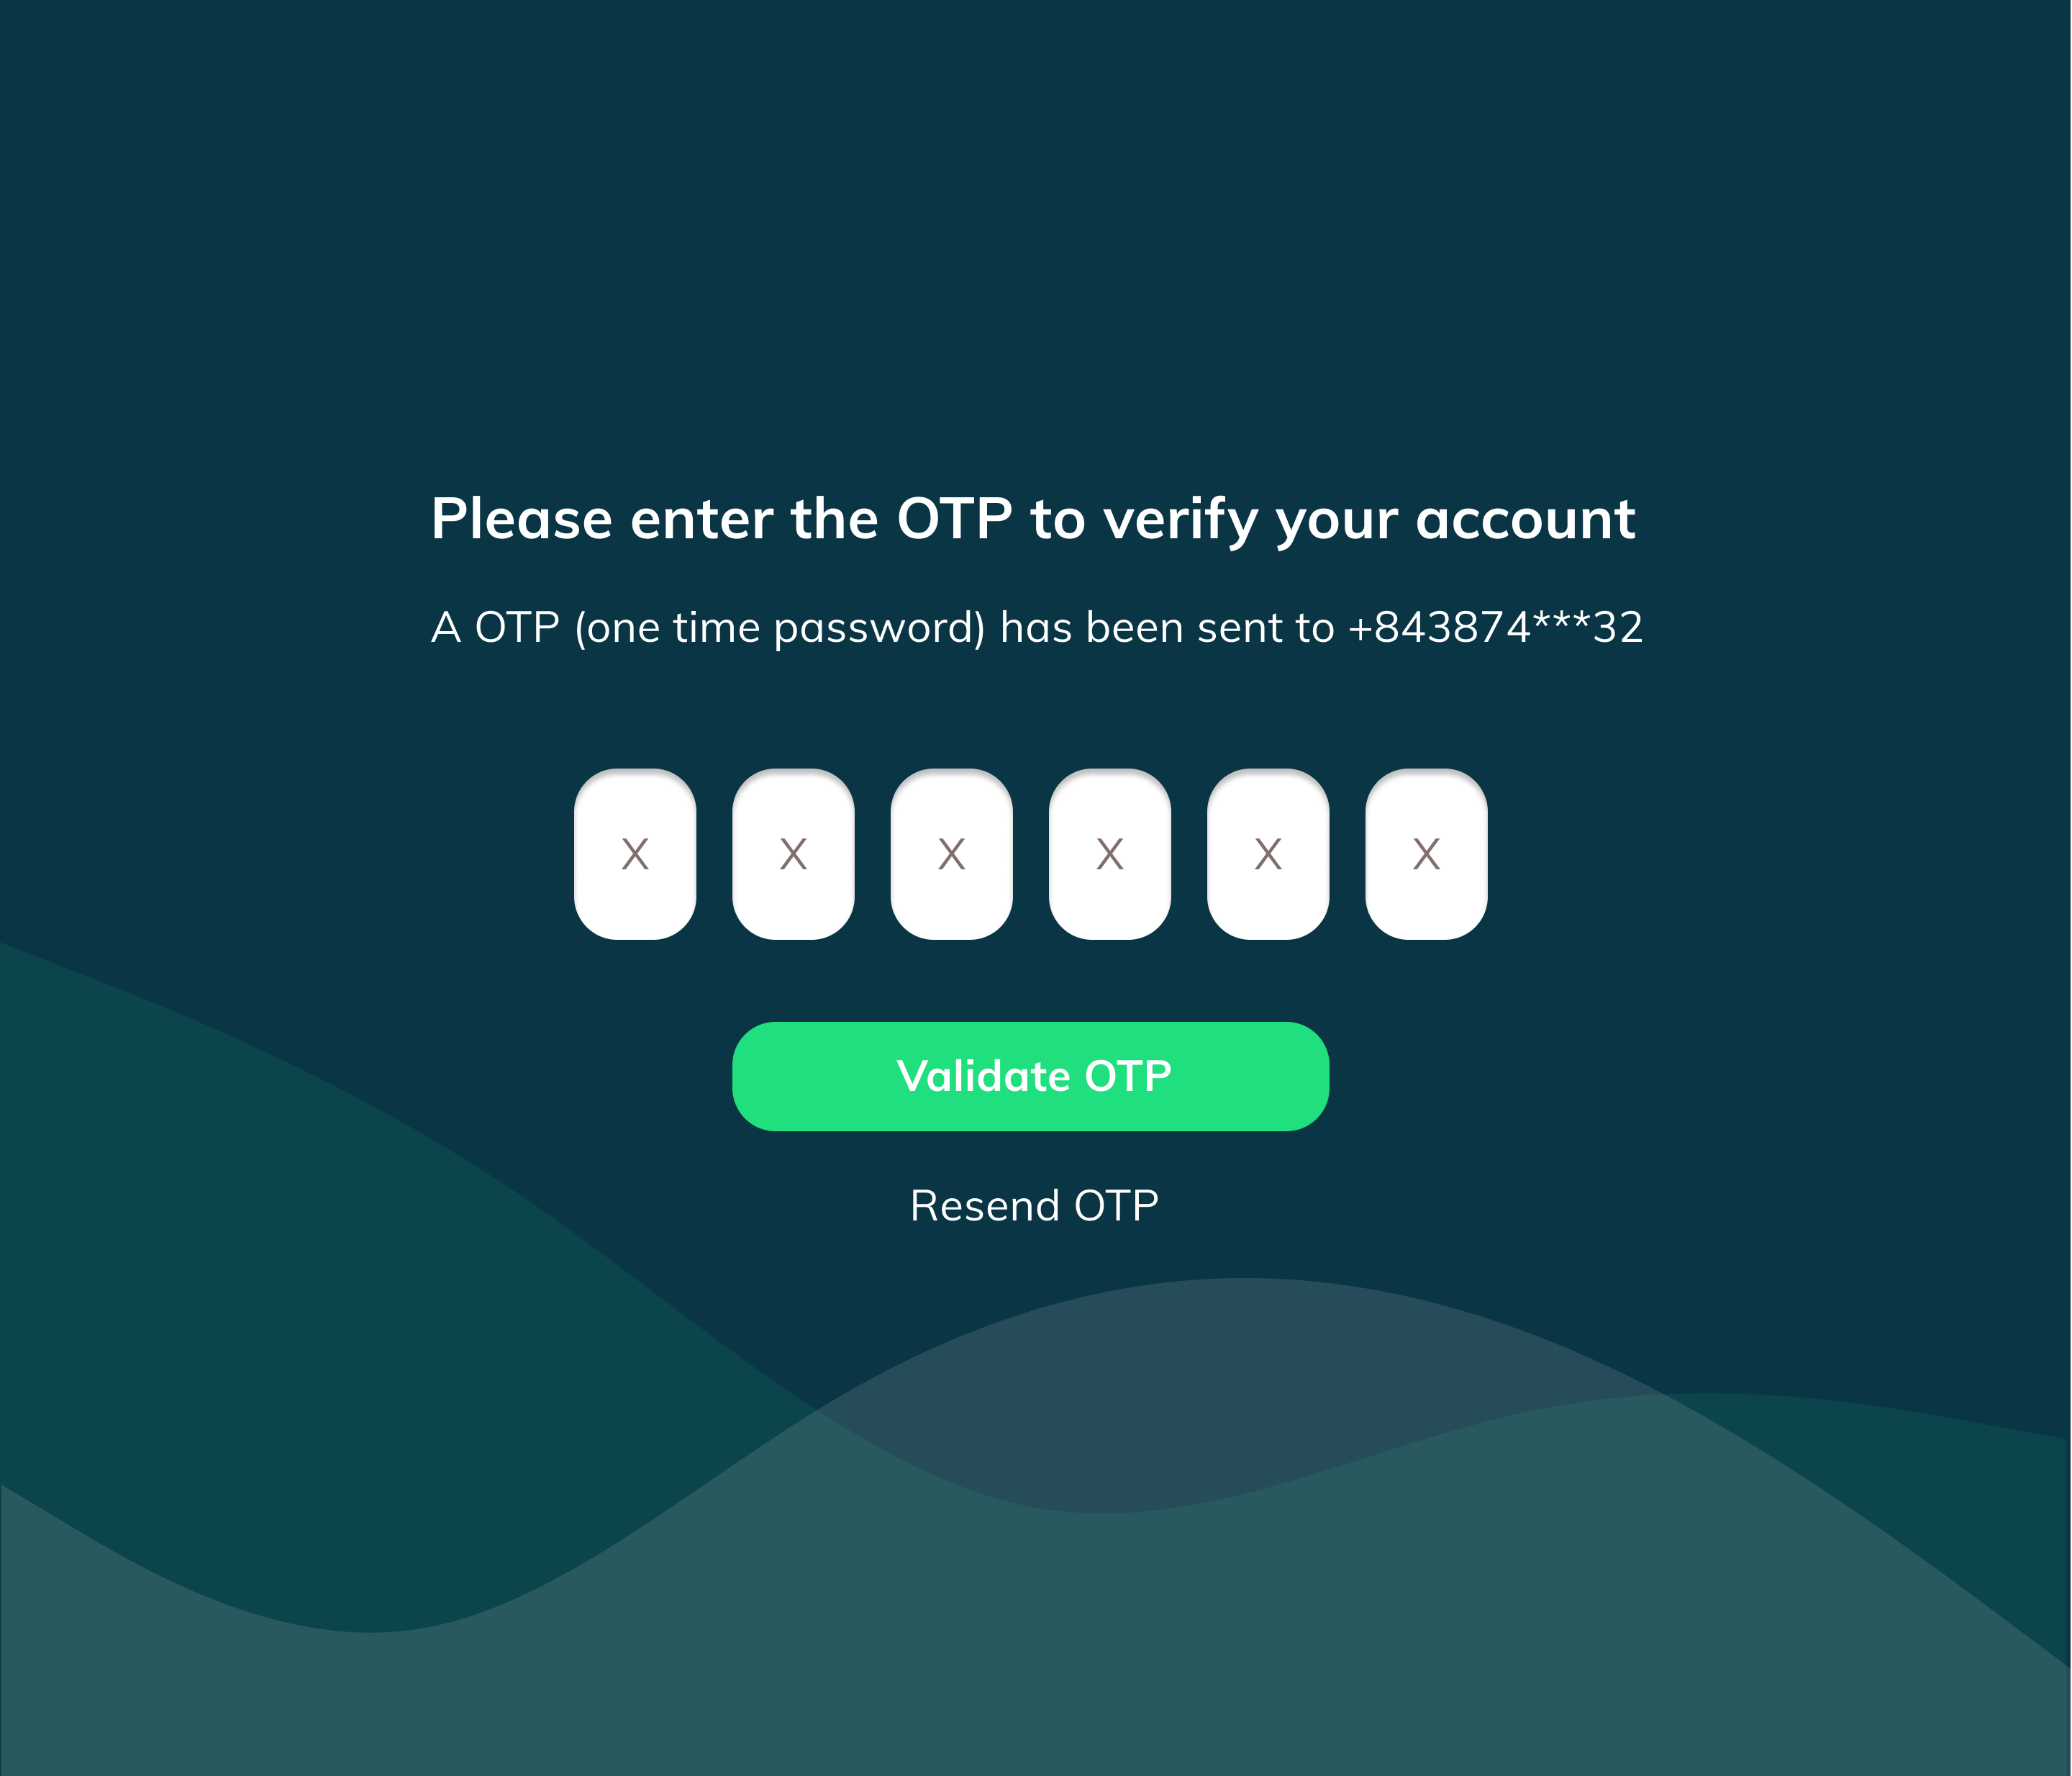 Please enter the OTP to verify your account
A OTP (one time password) has been sent to +843874***32
X X X X X X
Validate OTP
Resend OTP